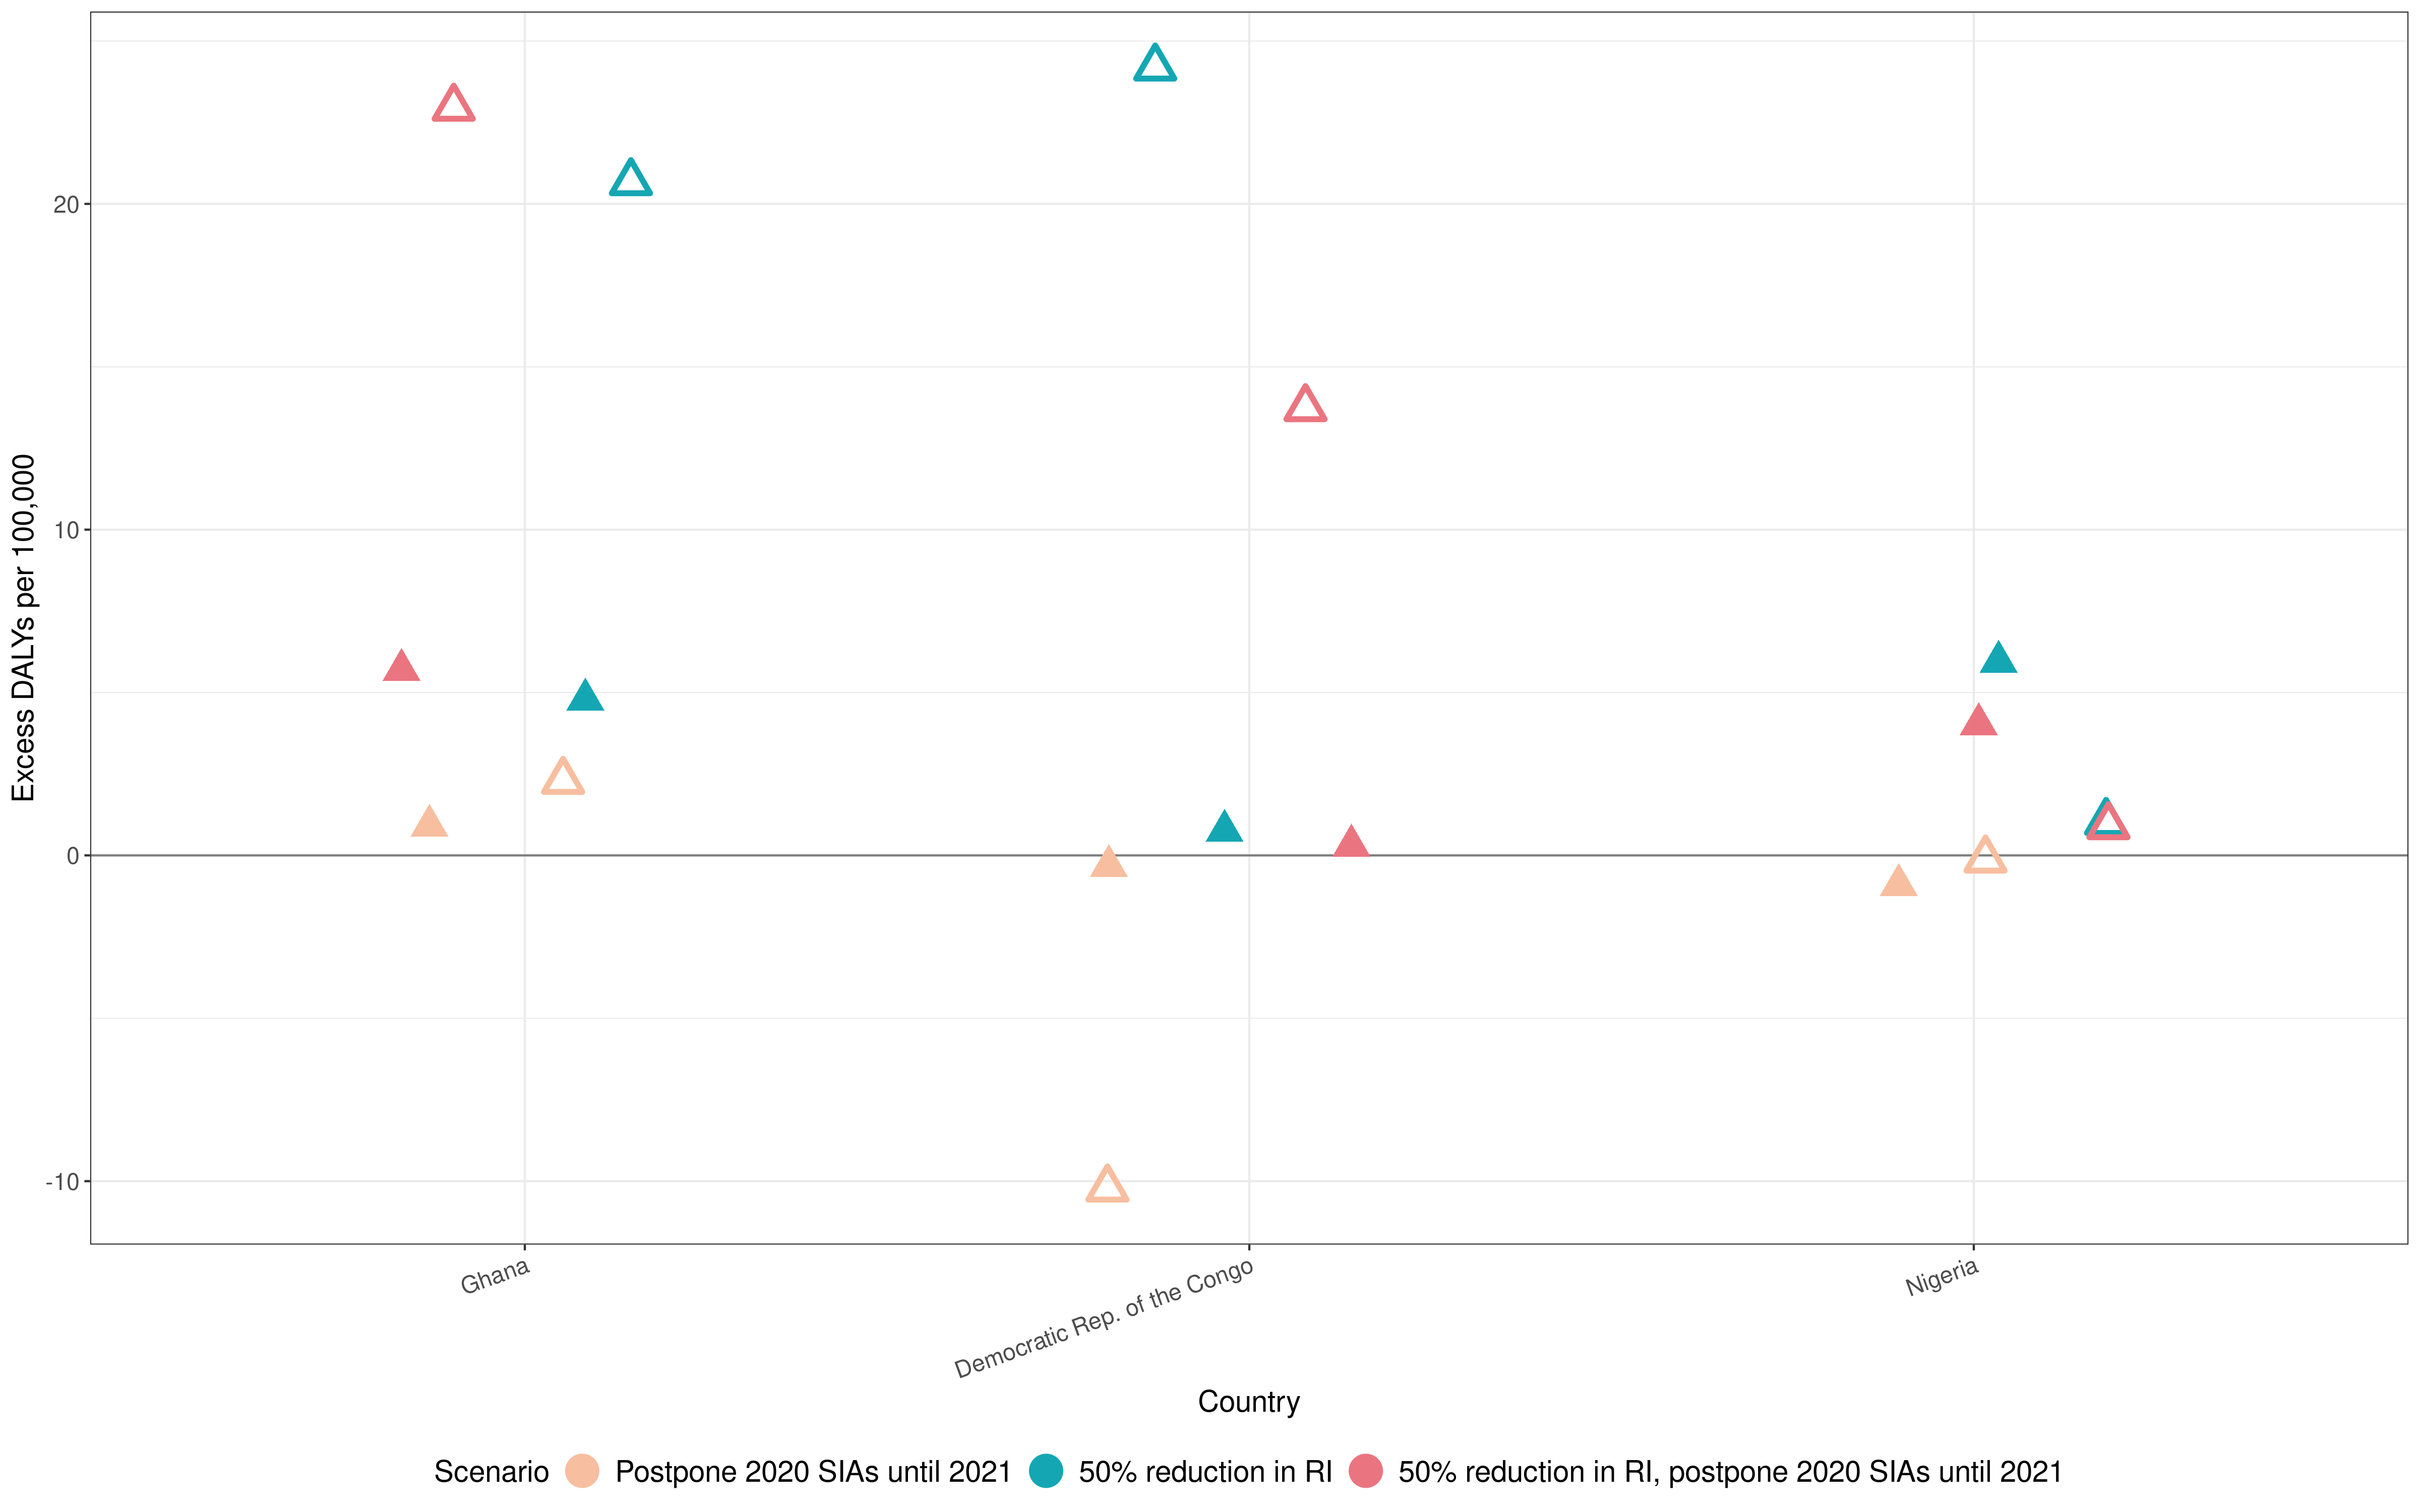 Excess DALYs per 100,000
20
10
0
-10
Ghana
Democratic Rep. of the Congo
Nigeria
Country
Scenario Postpone 2020 SIAs until 2021 50% reduction in RI 50% reduction in RI, postpone 2020 SIAs until 2021